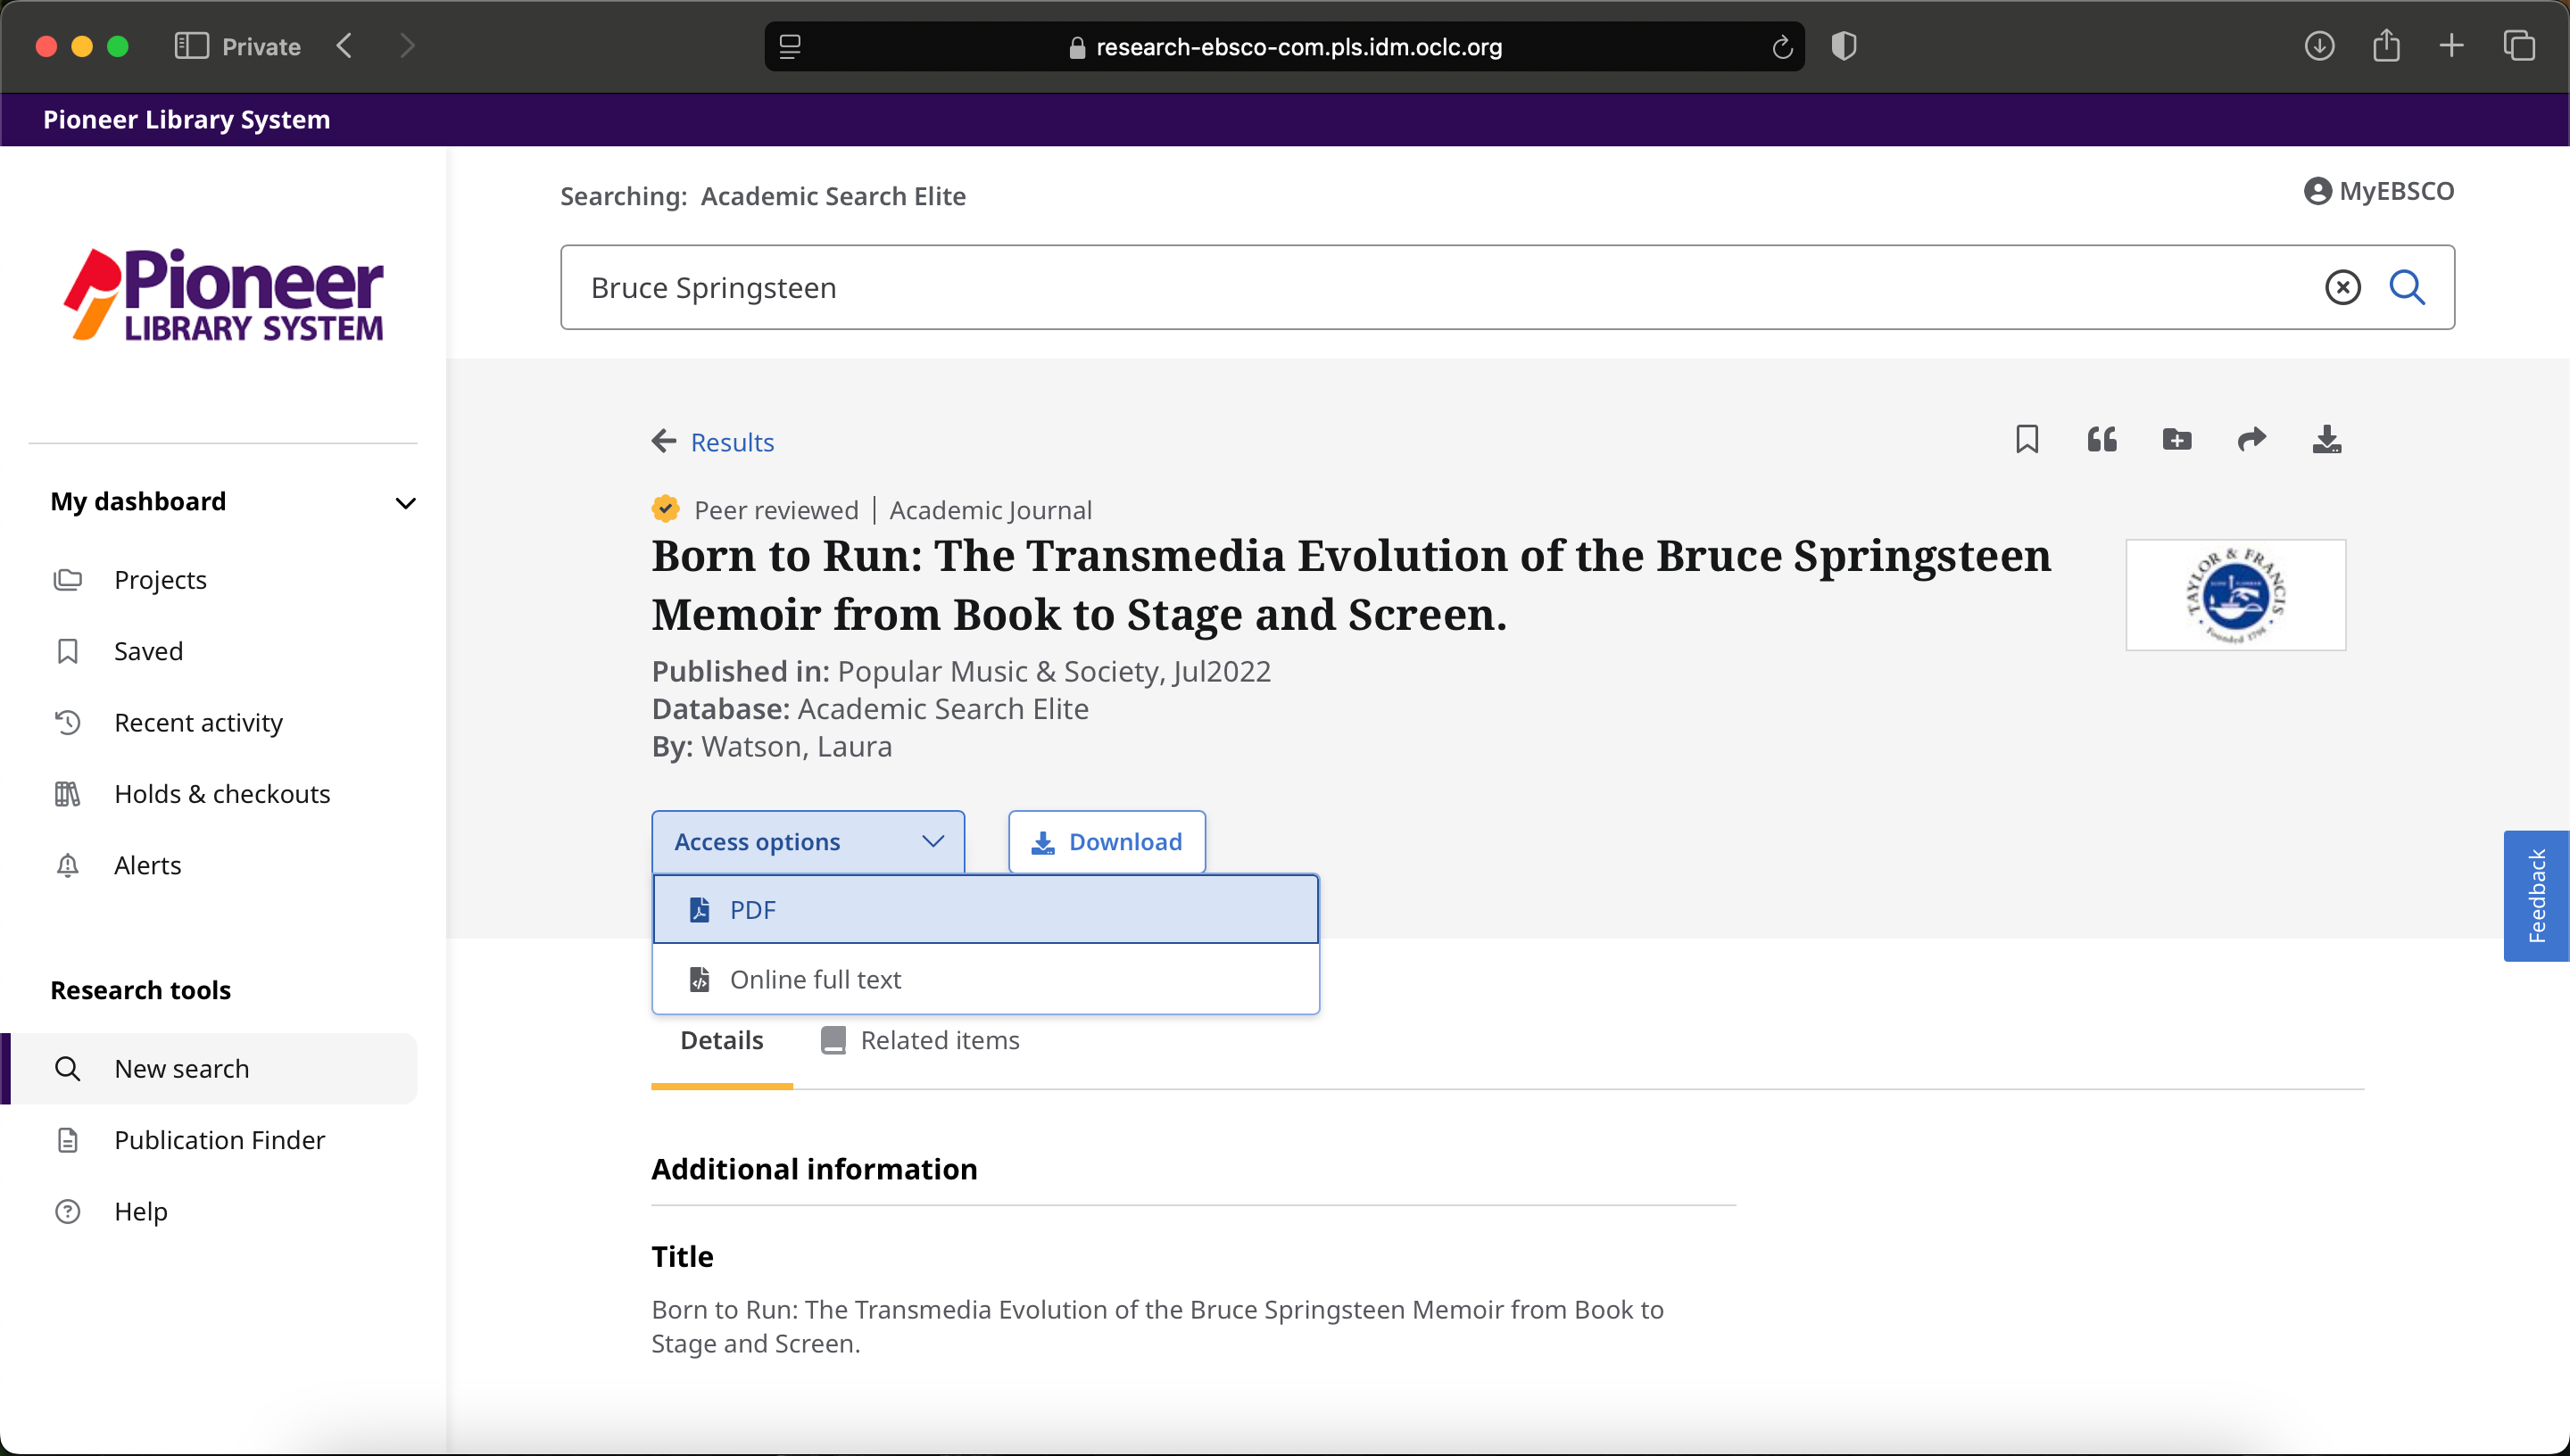 Private
research-ebsco-com.pls.idm.oclc.org
Pioneer Library System
Pioneer
LIBRARY SYSTEM
My dashboard
Projects
Saved
Recent activity
Holds & checkouts
Alerts
Research tools
New search
Publication Finder
Help
Searching: Academic Search Elite
MyEBSCO
Bruce Springsteen
Results
Peer reviewed | Academic Journal
Born to Run: The Transmedia Evolution of the Bruce Springsteen
Memoir from Book to Stage and Screen.
TAYLOR & FRANCIS
Founded 1798
Published in: Popular Music & Society, Jul2022
Database: Academic Search Elite
By: Watson, Laura
Access options
Download
PDF
Online full text
Details
Related items
Feedback
Additional information
Title
Born to Run: The Transmedia Evolution of the Bruce Springsteen Memoir from Book to
Stage and Screen.